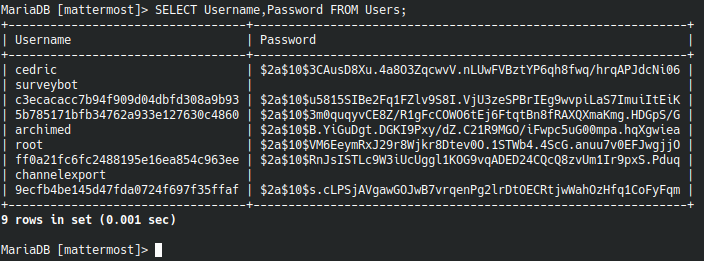 MariaDB [mattermost]> SELECT Username,Password FROM Users;
+----------------------------------+--------------------------------------------------------------+
| Username | Password |
+----------------------------------+--------------------------------------------------------------+
| cedric | $2a$10$3CAusD8Xu.4a8O3ZqcwvV.nLUwFVBztYP6qh8fwq/hrqAPJdcNi06 |
| surveybot | |
| c3ecacacc7b94f909d04dbfd308a9b93 | $2a$10$u5815SIBe2Fq1FZlv9S8I.VjU3zeSPBrIEg9wvpiLaS7ImuiItEiK |
| 5b785171bfb34762a933e127630c4860 | $2a$10$3m0quqyvCE8Z/R1gFcCOWO6tEj6FtqtBn8fRAXQXmaKmg.HDGpS/G |
| archimed | $2a$10$B.YiGuDgt.DGKI9Pxy/dZ.C21R9MGO/iFwpc5uG00mpa.hqXgwiea |
| root | $2a$10$VM6EeymRxJ29r8Wjkr8Dtev0O.1STWb4.4ScG.anuu7v0EFJwgjjO |
| ff0a21fc6fc2488195e16ea854c963ee | $2a$10$RnJsISTLc9W3iUcUggl1KOG9vqADED24CQcQ8zvUm1Ir9pxS.Pduq |
| channelexport | |
| 9ecfb4be145d47fda0724f697f35ffaf | $2a$10$s.cLPSjAVgawGOJwB7vrqenPg2lrDtOECRtjwWahOzHfq1CoFyFqm |
+----------------------------------+--------------------------------------------------------------+
9 rows in set (0.001 sec)
MariaDB [mattermost]>